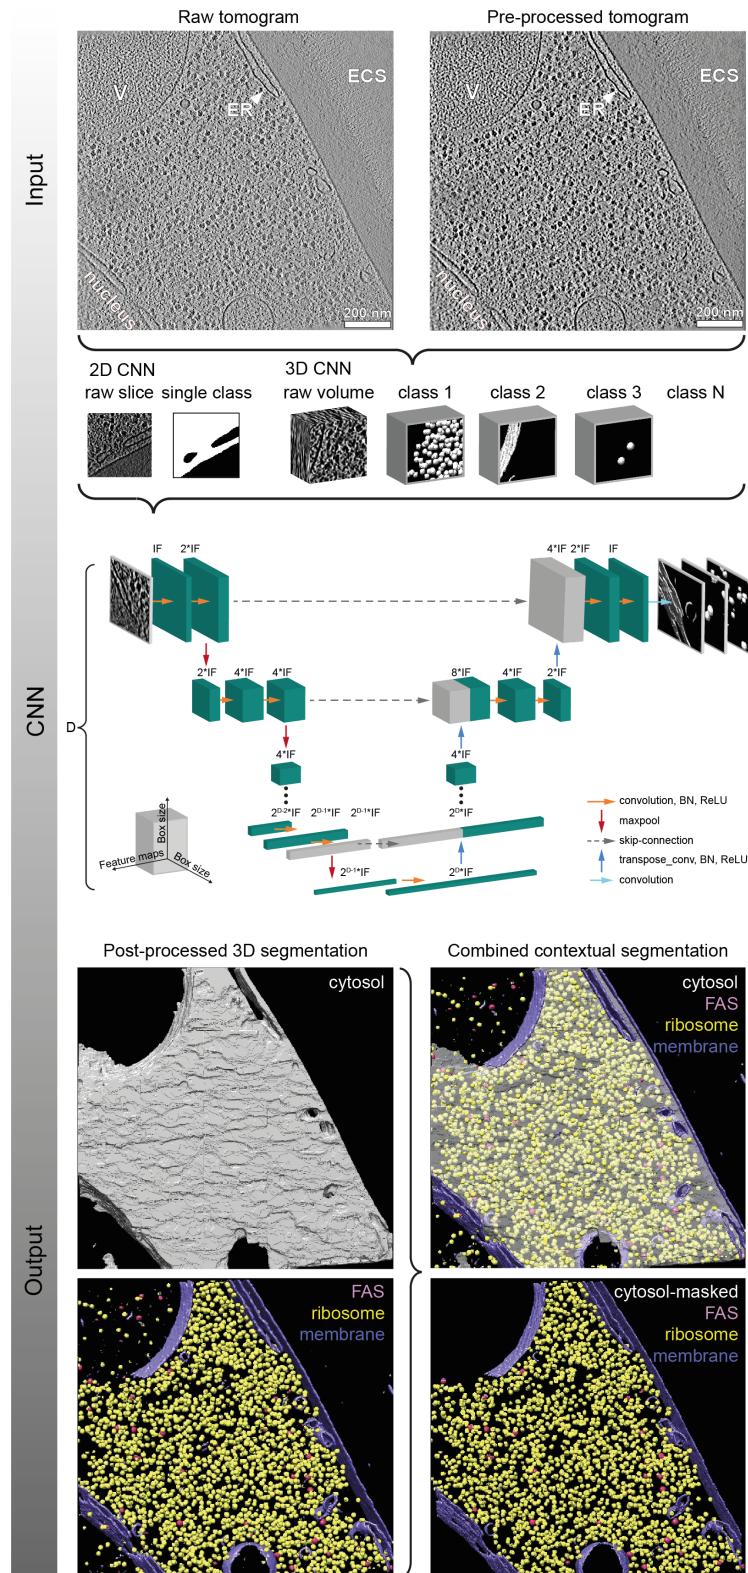 Raw tomogram
Pre-processed tomogram
Input
V
ER
ECS
nucleus
200 nm
V
ER
ECS
nucleus
200 nm
2D CNN
raw slice
single class
3D CNN
raw volume
class 1
class 2
class 3
class N
CNN
D
IF
2*IF
4*IF
2*IF
IF
2*IF
4*IF
4*IF
8*IF
4*IF
2*IF
4*IF
4*IF
2^D-2*IF
2^D-1*IF
2^D-1*IF
2^D*IF
2^D-1*IF
2^D*IF
Box size
Feature maps
Box size
convolution, BN, ReLU
maxpool
skip-connection
transpose_conv, BN, ReLU
convolution
Output
Post-processed 3D segmentation
Combined contextual segmentation
cytosol
cytosol
FAS
ribosome
membrane
FAS
ribosome
membrane
cytosol-masked
FAS
ribosome
membrane